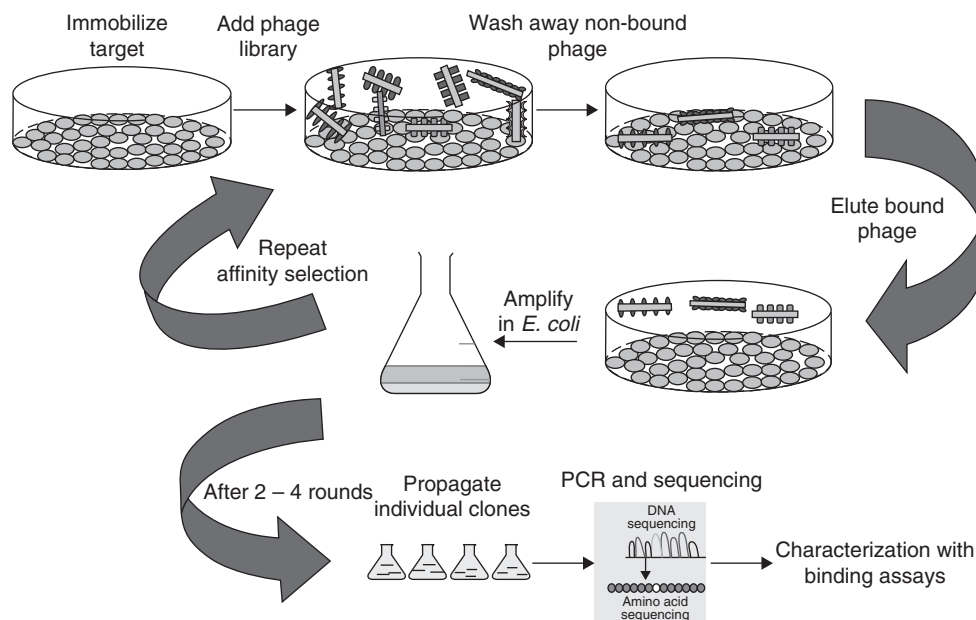 Immobilize
target
Add phage
library
Wash away non-bound
phage
Elute bound
phage
Repeat
affinity selection
Amplify
in E. coli
After 2 – 4 rounds
Propagate
individual clones
PCR and sequencing
DNA
sequencing
Amino acid
sequencing
Characterization with
binding assays